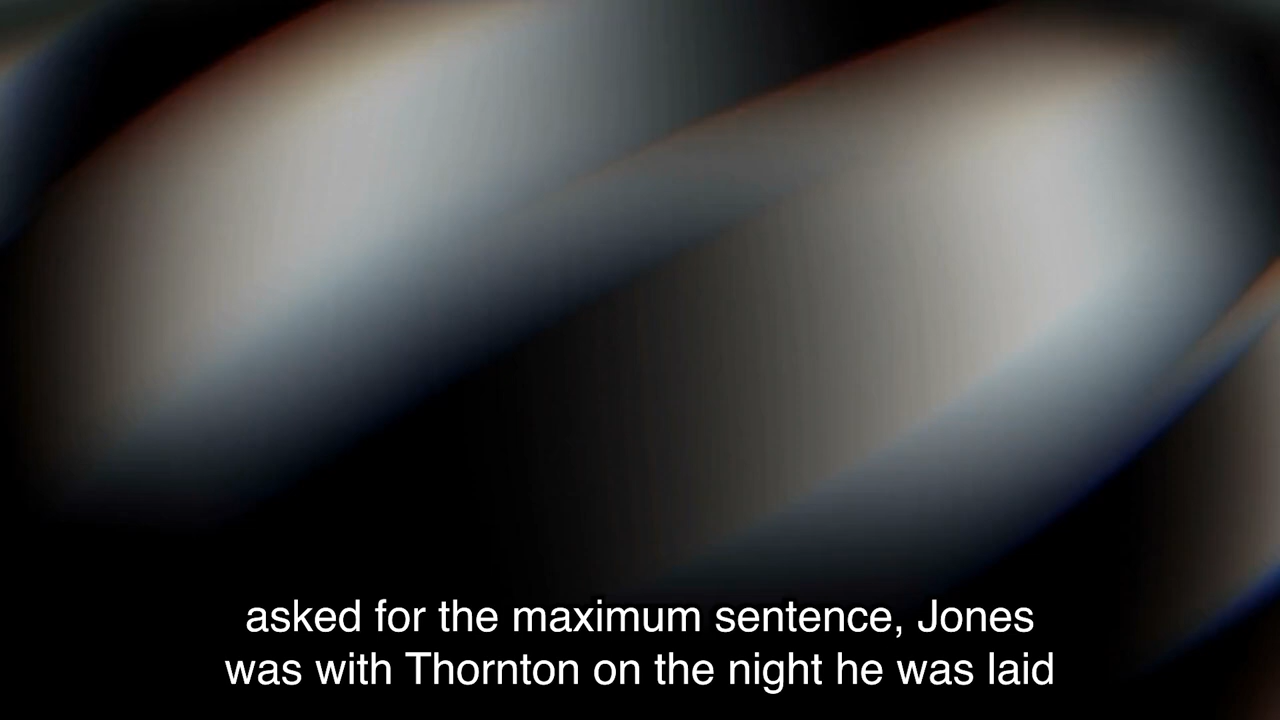 asked for the maximum sentence, Jones
was with Thornton on the night he was laid